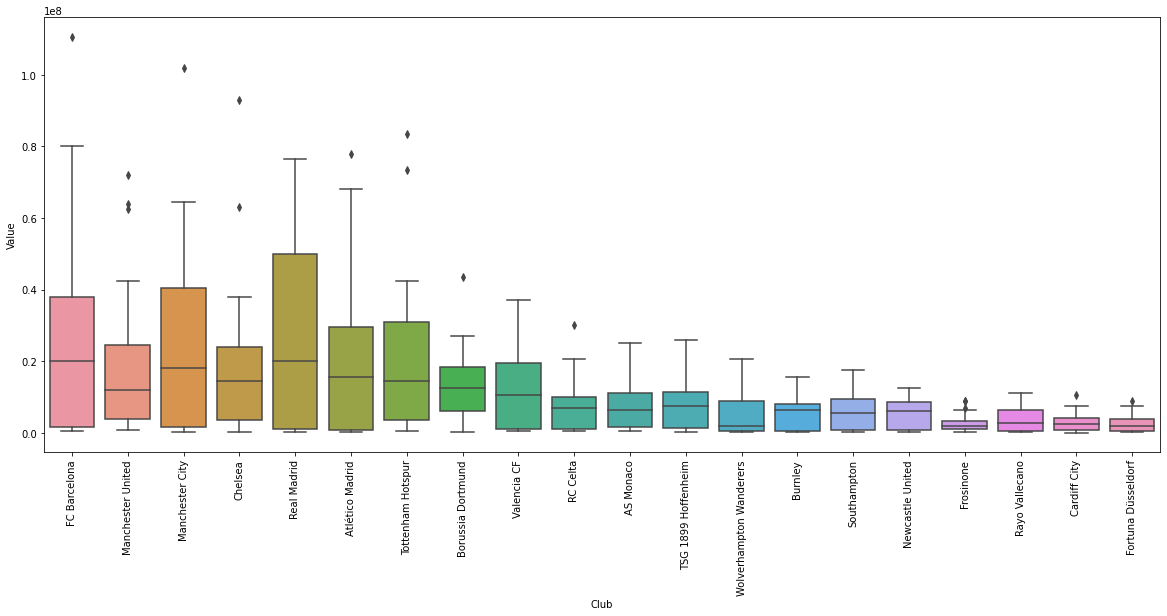 1e8
1.0
0.8
0.6
0.4
0.2
0.0
Value
FC Barcelona
Manchester United
Manchester City
Chelsea
Real Madrid
Atlético Madrid
Tottenham Hotspur
Borussia Dortmund
Valencia CF
RC Celta
AS Monaco
TSG 1899 Hoffenheim
Wolverhampton Wanderers
Burnley
Southampton
Newcastle United
Frosinone
Rayo Vallecano
Cardiff City
Fortuna Düsseldorf
Club